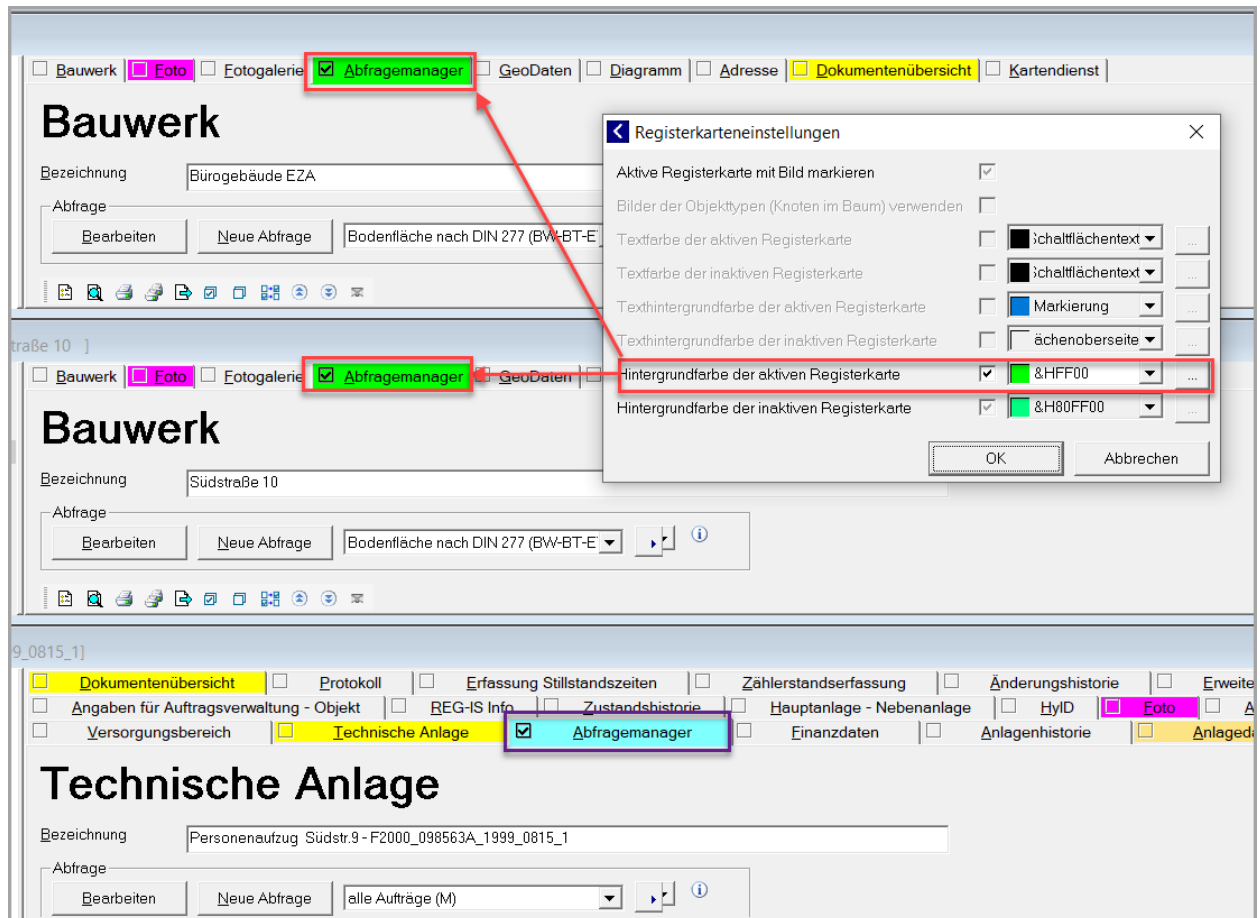 Bauwerk Foto Fotogalerie Abfragemanager GeoDaten Diagramm Adresse Dokumentenübersicht Kartendienst
Bauwerk
Bezeichnung Bürogebäude EZA
Abfrage
Bearbeiten Neue Abfrage Bodenfläche nach DIN 277 (BW-BT-E
Registerkarteneinstellungen
Aktive Registerkarte mit Bild markieren
Bilder der Objekttypen (Knoten im Baum) verwenden
Textfarbe der aktiven Registerkarte chaltflächentext ...
Textfarbe der inaktiven Registerkarte chaltflächentext ...
Texthintergrundfarbe der aktiven Registerkarte Markierung ...
Texthintergrundfarbe der inaktiven Registerkarte ächenoberseite ...
Hintergrundfarbe der aktiven Registerkarte &HFF00 ...
Hintergrundfarbe der inaktiven Registerkarte &H80FF00 ...
OK Abbrechen
traße 10 ]
Bauwerk Foto Fotogalerie Abfragemanager GeoDaten
Bauwerk
Bezeichnung Südstraße 10
Abfrage
Bearbeiten Neue Abfrage Bodenfläche nach DIN 277 (BW-BT-E
9_0815_1]
Dokumentenübersicht Protokoll Erfassung Stillstandszeiten Zählerstandserfassung Änderungshistorie Erweite
Angaben für Auftragsverwaltung - Objekt REG-IS Info Zustandshistorie Hauptanlage - Nebenanlage HyID Foto A
Versorgungsbereich Technische Anlage Abfragemanager Finanzdaten Anlagenhistorie Anlageda
Technische Anlage
Bezeichnung Personenaufzug Südstr.9 - F2000_098563A_1999_0815_1
Abfrage
Bearbeiten Neue Abfrage alle Aufträge (M)